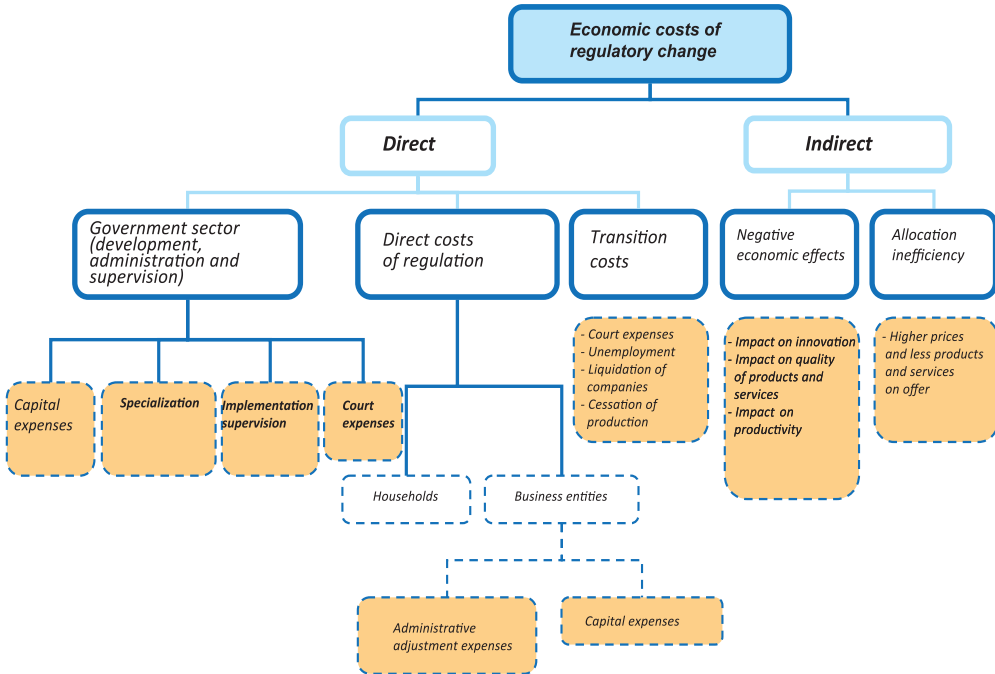 Economic costs of
regulatory change
Direct
Indirect
Government sector
(development,
administration and
supervision)
Direct costs
of regulation
Transition
costs
Negative
economic effects
Allocation
inefficiency
Capital
expenses
Specialization
Implementation
supervision
Court
expenses
- Court expenses
- Unemployment
- Liquidation of
companies
- Cessation of
production
- Impact on innovation
- Impact on quality
of products and
services
- Impact on
productivity
- Higher prices
and less products
and services
on offer
Households
Business entities
Administrative
adjustment expenses
Capital expenses